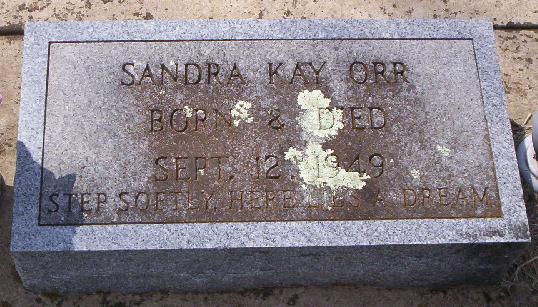 SANDRA KAY ORR
BORN & DIED
SEPT. 12, 1949
STEP SOFTLY, HERE LIES A DREAM